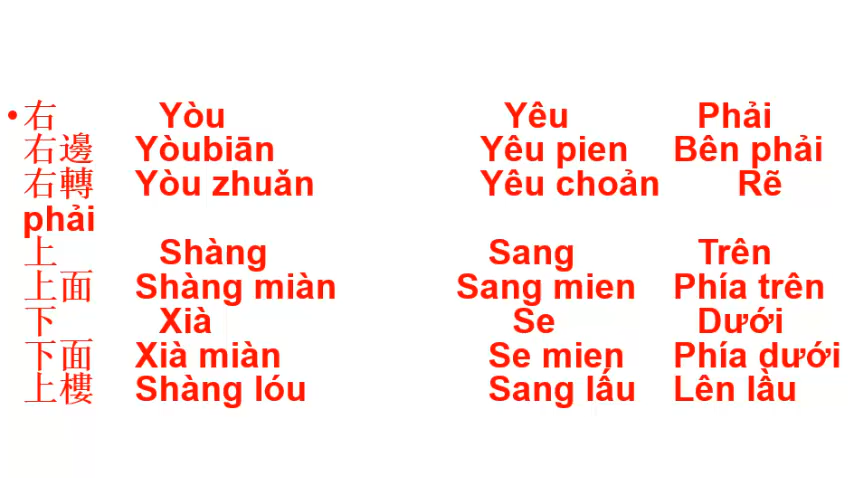 • 右 Yòu Yêu Phải
右邊 Yòubiān Yêu pien Bên phải
右轉 Yòu zhuǎn Yêu choản Rẽ
phải
上 Shàng Sang Trên
上面 Shàng miàn Sang mien Phía trên
下 Xià Se Dưới
下面 Xià miàn Se mien Phía dưới
上樓 Shàng lóu Sang lấu Lên lầu